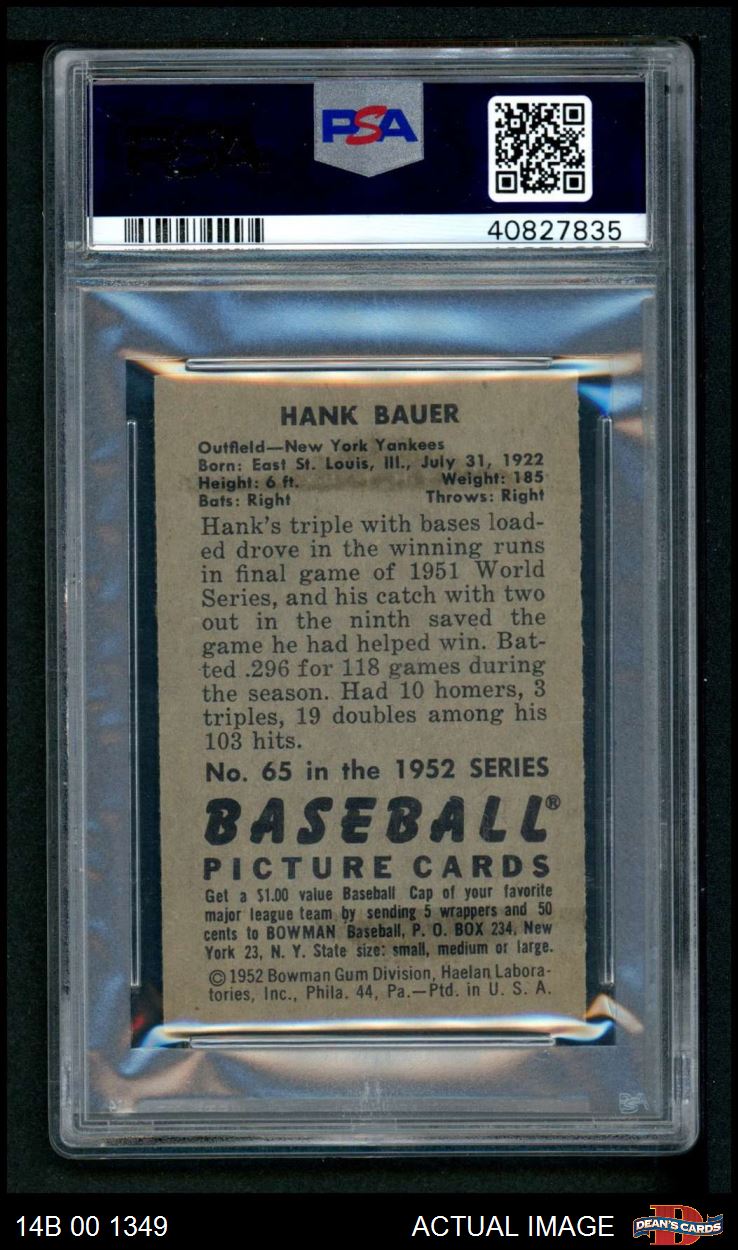 PSA
40827835
HANK BAUER
Outfield—New York Yankees
Born: East St. Louis, Ill., July 31, 1922
Height: 6 ft. Weight: 185
Bats: Right Throws: Right
Hank's triple with bases load-
ed drove in the winning runs
in final game of 1951 World
Series, and his catch with two
out in the ninth saved the
game he had helped win. Bat-
ted .296 for 118 games during
the season. Had 10 homers, 3
triples, 19 doubles among his
103 hits.
No. 65 in the 1952 SERIES
BASEBALL®
PICTURE CARDS
Get a $1.00 value Baseball Cap of your favorite
major league team by sending 5 wrappers and 50
cents to BOWMAN Baseball, P. O. BOX 234, New
York 23, N. Y. State size: small, medium or large.
©1952 Bowman Gum Division, Haelan Labora-
tories, Inc., Phila. 44, Pa.—Ptd. in U. S. A.
PSA
14B 00 1349 ACTUAL IMAGE DEAN'S CARDS